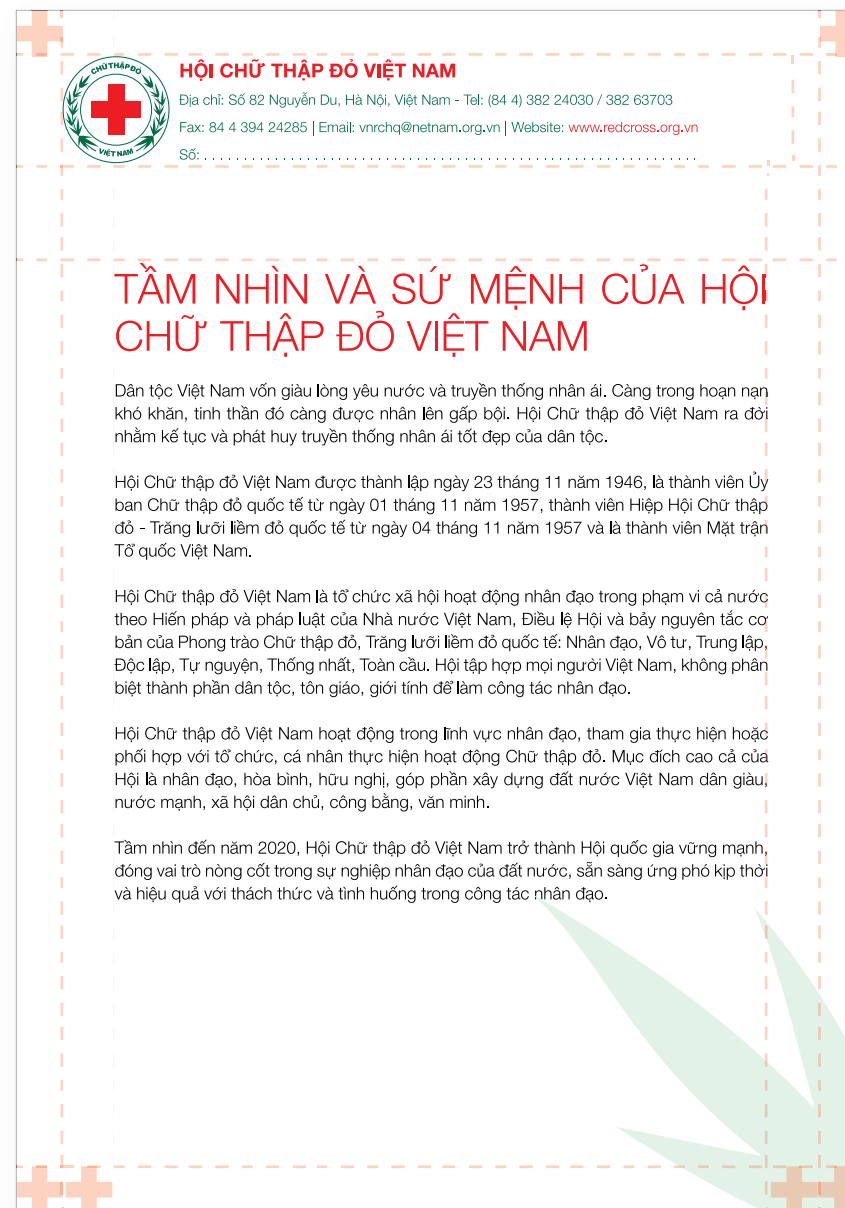 CHỮ THẬP ĐỎ
VIỆT NAM
HỘI CHỮ THẬP ĐỎ VIỆT NAM
Địa chỉ: Số 82 Nguyễn Du, Hà Nội, Việt Nam - Tel: (84 4) 382 24030 / 382 63703
Fax: 84 4 394 24285 | Email: vnrchq@netnam.org.vn | Website: www.redcross.org.vn
Số: . . . . . . . . . . . . . . . . . . . . . . . . . . . . . . . . . . . . . . . . . . . . . . . . . . . . . . . . . . . . . .
TẦM NHÌN VÀ SỨ MỆNH CỦA HỘI
CHỮ THẬP ĐỎ VIỆT NAM
Dân tộc Việt Nam vốn giàu lòng yêu nước và truyền thống nhân ái. Càng trong hoạn nạn
khó khăn, tinh thần đó càng được nhân lên gấp bội. Hội Chữ thập đỏ Việt Nam ra đời
nhằm kế tục và phát huy truyền thống nhân ái tốt đẹp của dân tộc.
Hội Chữ thập đỏ Việt Nam được thành lập ngày 23 tháng 11 năm 1946, là thành viên Ủy
ban Chữ thập đỏ quốc tế từ ngày 01 tháng 11 năm 1957, thành viên Hiệp Hội Chữ thập
đỏ - Trăng lưỡi liềm đỏ quốc tế từ ngày 04 tháng 11 năm 1957 và là thành viên Mặt trận
Tổ quốc Việt Nam.
Hội Chữ thập đỏ Việt Nam là tổ chức xã hội hoạt động nhân đạo trong phạm vi cả nước
theo Hiến pháp và pháp luật của Nhà nước Việt Nam, Điều lệ Hội và bảy nguyên tắc cơ
bản của Phong trào Chữ thập đỏ, Trăng lưỡi liềm đỏ quốc tế: Nhân đạo, Vô tư, Trung lập,
Độc lập, Tự nguyện, Thống nhất, Toàn cầu. Hội tập hợp mọi người Việt Nam, không phân
biệt thành phần dân tộc, tôn giáo, giới tính để làm công tác nhân đạo.
Hội Chữ thập đỏ Việt Nam hoạt động trong lĩnh vực nhân đạo, tham gia thực hiện hoặc
phối hợp với tổ chức, cá nhân thực hiện hoạt động Chữ thập đỏ. Mục đích cao cả của
Hội là nhân đạo, hòa bình, hữu nghị, góp phần xây dựng đất nước Việt Nam dân giàu,
nước mạnh, xã hội dân chủ, công bằng, văn minh.
Tầm nhìn đến năm 2020, Hội Chữ thập đỏ Việt Nam trở thành Hội quốc gia vững mạnh,
đóng vai trò nòng cốt trong sự nghiệp nhân đạo của đất nước, sẵn sàng ứng phó kịp thời
và hiệu quả với thách thức và tình huống trong công tác nhân đạo.